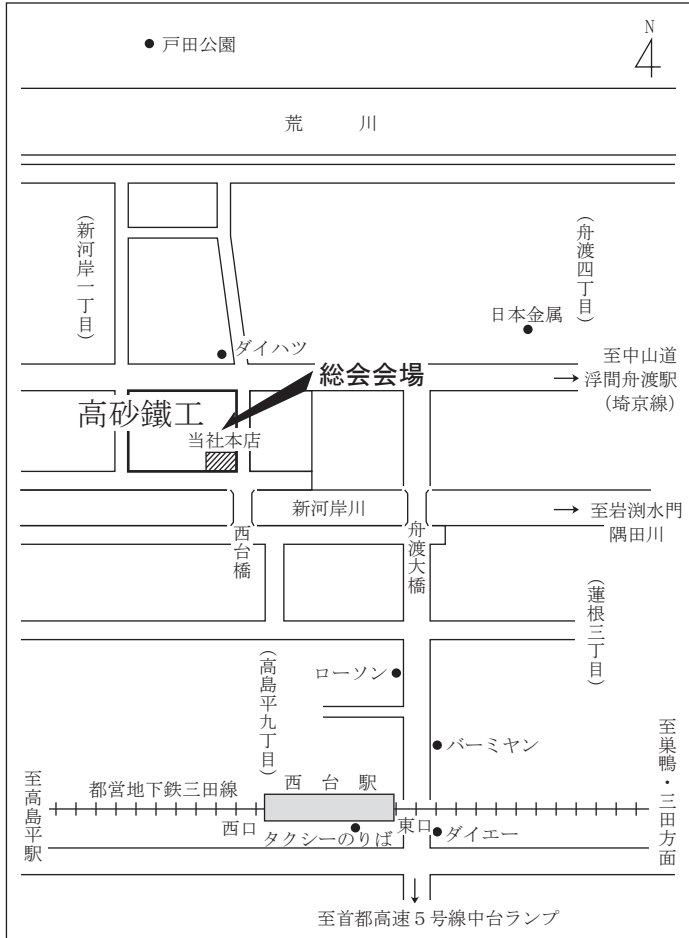 N
戸田公園
荒川
(新河岸一丁目)
(舟渡四丁目)
日本金属
ダイハツ
総会会場
至中山道
浮間舟渡駅
(埼京線)
高砂鐵工
当社本店
新河岸川
至岩渕水門
隅田川
西台橋
舟渡大橋
(蓮根三丁目)
(高島平九丁目)
ローソン
バーミヤン
至巣鴨・三田方面
至高島平駅
都営地下鉄三田線
西台駅
西口
タクシーのりば
東口
ダイエー
至首都高速5号線中台ランプ